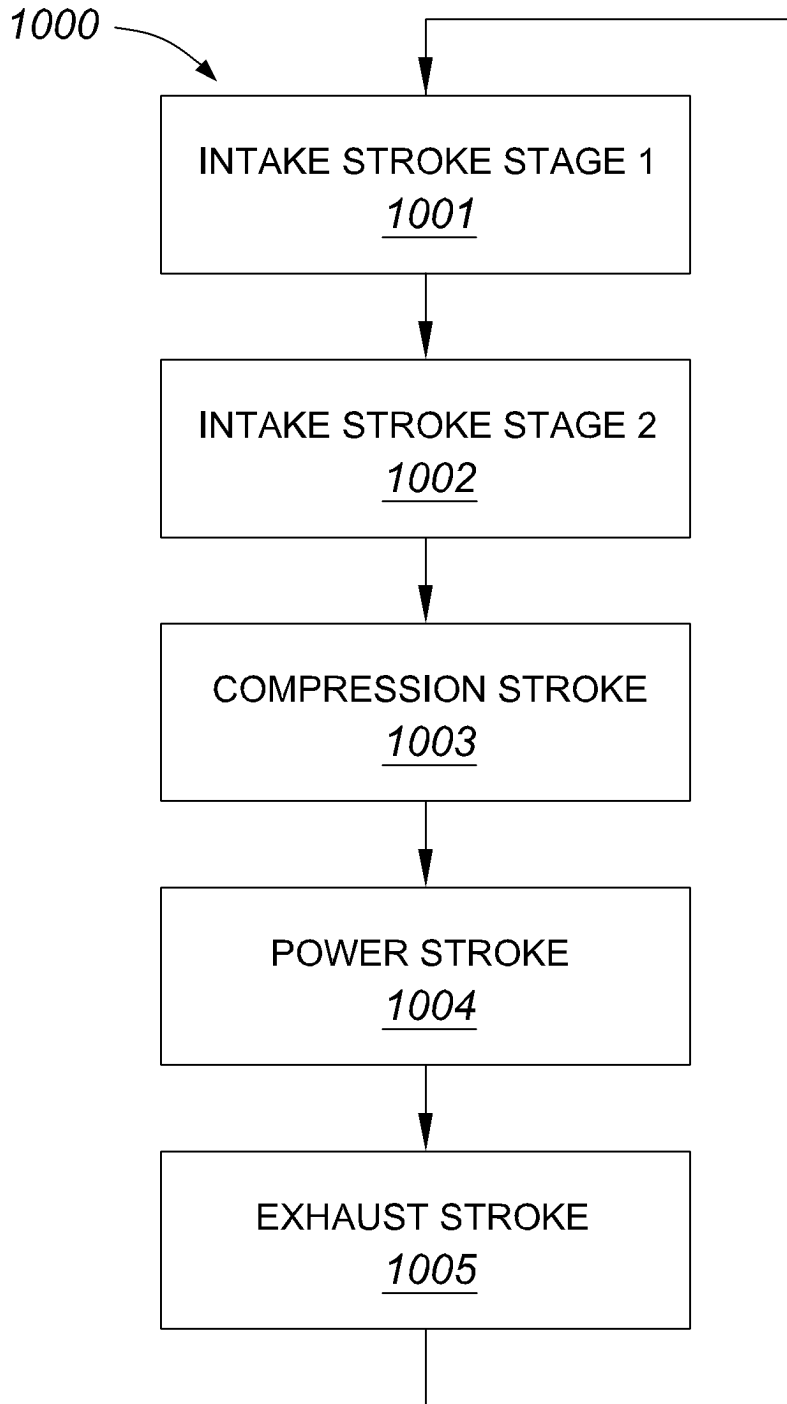 1000
INTAKE STROKE STAGE 1
1001
INTAKE STROKE STAGE 2
1002
COMPRESSION STROKE
1003
POWER STROKE
1004
EXHAUST STROKE
1005